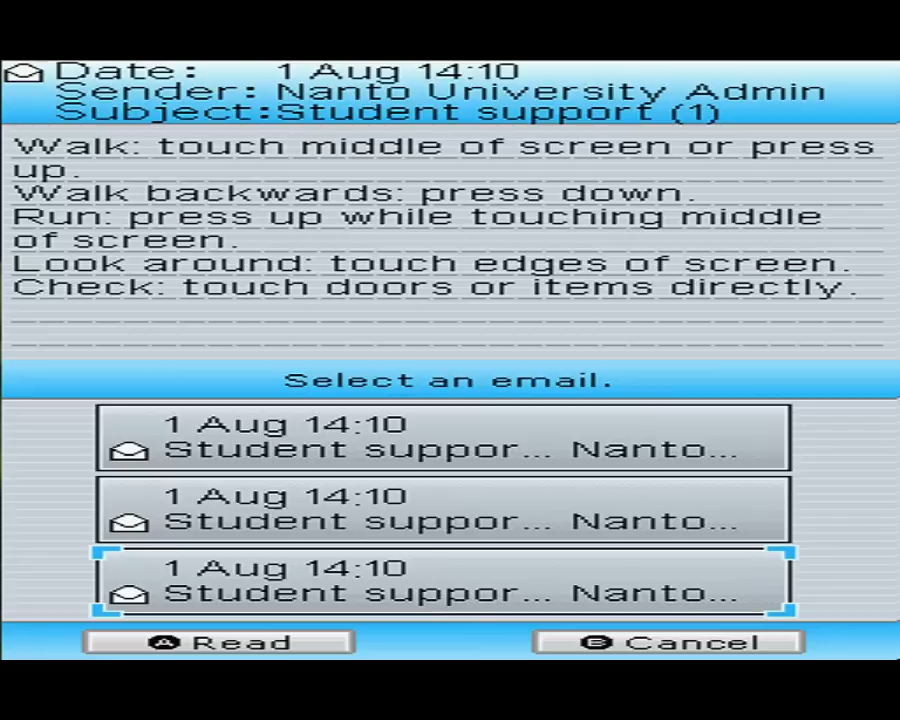 Date: 1 Aug 14:10
Sender: Nanto University Admin
Subject:Student support (1)
Walk: touch middle of screen or press
up.
Walk backwards: press down.
Run: press up while touching middle
of screen.
Look around: touch edges of screen.
Check: touch doors or items directly.
Select an email.
1 Aug 14:10
Student suppor... Nanto...
1 Aug 14:10
Student suppor... Nanto...
1 Aug 14:10
Student suppor... Nanto...
A Read B Cancel